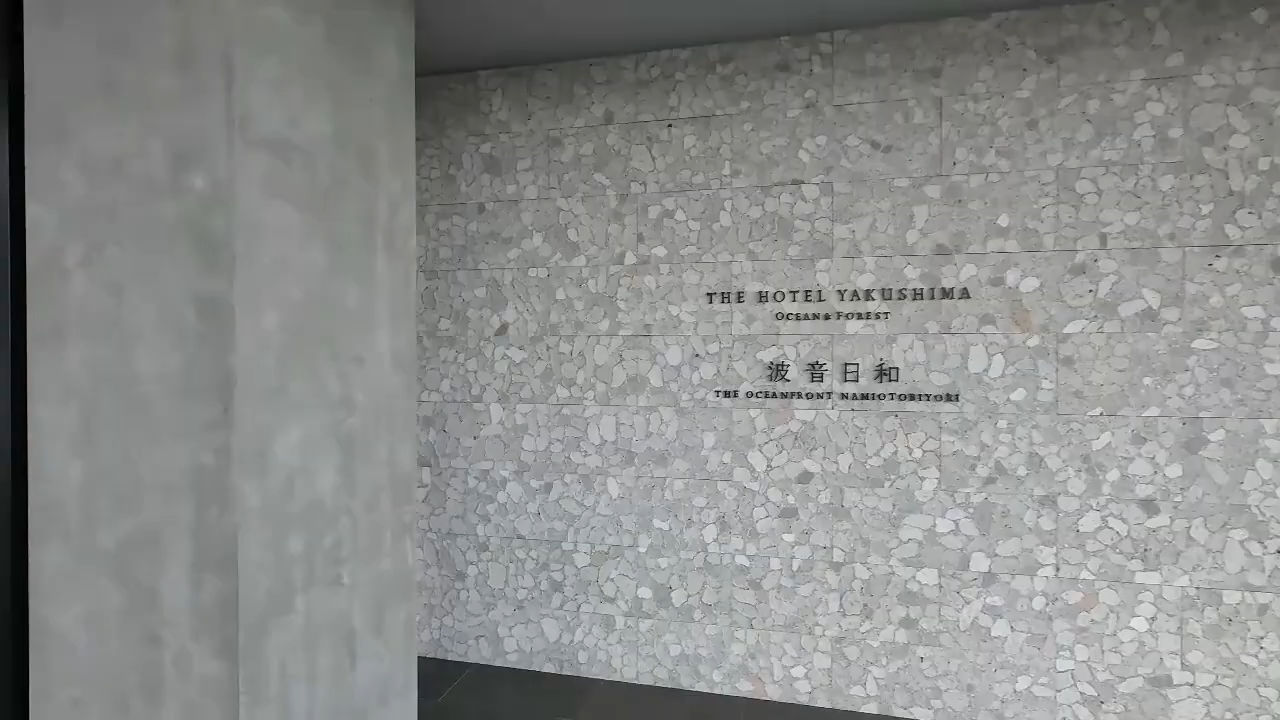 THE HOTEL YAKUSHIMA
OCEAN & FOREST
波音日和
THE OCEANFRONT NAMIOTOBIYORI